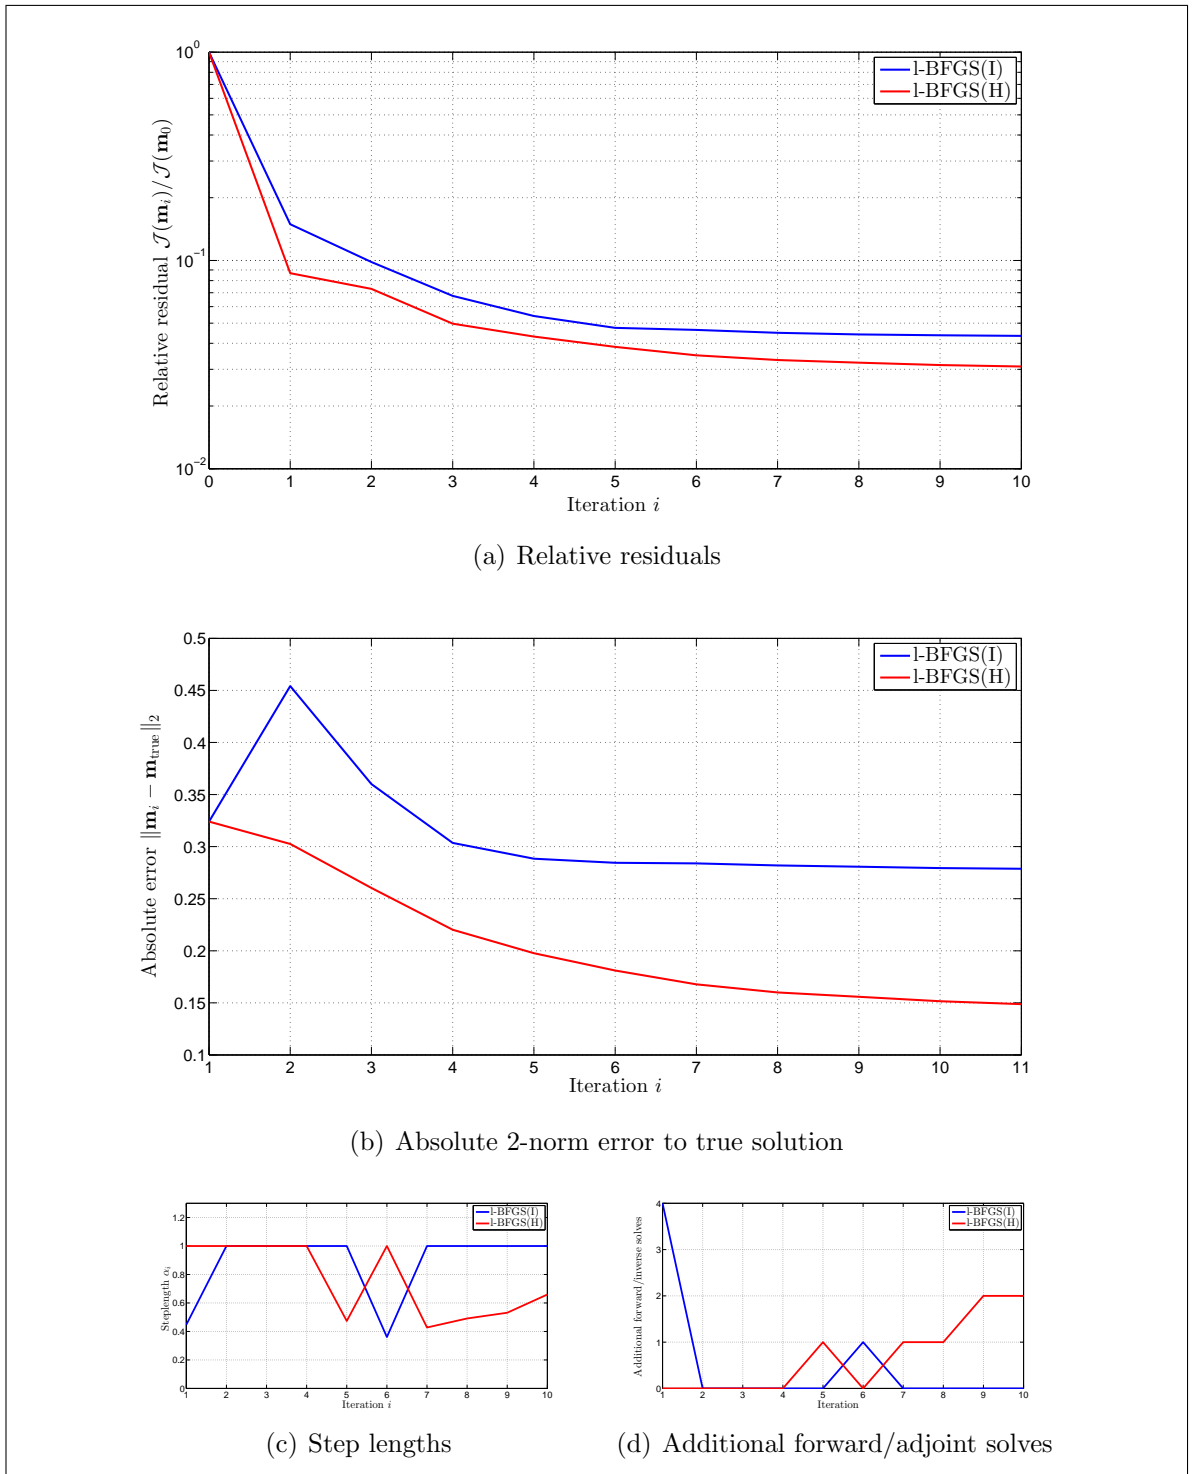 10^0
10^{-1}
10^{-2}
Relative residual 𝒥(𝐦_i)/𝒥(𝐦_0)
l-BFGS(I)
l-BFGS(H)
0 1 2 3 4 5 6 7 8 9 10
Iteration i
(a) Relative residuals
0.5
0.45
0.4
0.35
0.3
0.25
0.2
0.15
0.1
Absolute error ‖𝐦_i − 𝐦_true‖_2
l-BFGS(I)
l-BFGS(H)
1 2 3 4 5 6 7 8 9 10 11
Iteration i
(b) Absolute 2-norm error to true solution
1.2
1
0.8
0.6
0.4
0.2
0
Steplength α_i
l-BFGS(I)
l-BFGS(H)
1 2 3 4 5 6 7 8 9 10
Iteration i
(c) Step lengths
4
3
2
1
0
Additional forward/inverse solves
l-BFGS(I)
l-BFGS(H)
1 2 3 4 5 6 7 8 9 10
Iteration
(d) Additional forward/adjoint solves